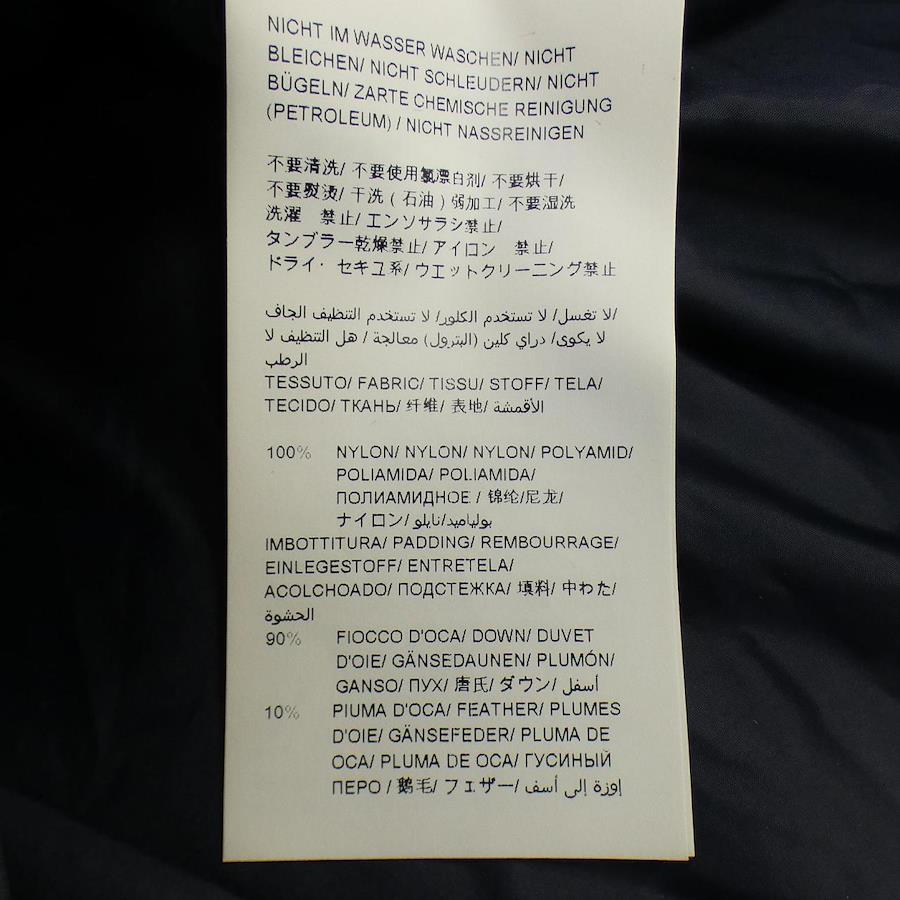 NICHT IM WASSER WASCHEN/ NICHT
BLEICHEN/ NICHT SCHLEUDERN/ NICHT
BÜGELN/ ZARTE CHEMISCHE REINIGUNG
(PETROLEUM) / NICHT NASSREINIGEN
不要清洗/ 不要使用氯漂白剂/ 不要烘干/
不要熨烫/ 干洗 ( 石油 ) 弱加工/ 不要湿洗
洗濯 禁止/ エンソサラシ禁止/
タンブラー乾燥禁止/ アイロン 禁止/
ドライ· セキユ系/ ウエットクリーニング禁止
لا تغسل/ لا تستخدم الكلور/ لا تستخدم التنظيف الجاف/
لا يكوى/ دراي كلين (البترول) معالجة / هل التنظيف لا
الرطب
TESSUTO/ FABRIC/ TISSU/ STOFF/ TELA/
TECIDO/ ТКАНЬ/ 纤维/ 表地/ الأقمشة
100% NYLON/ NYLON/ NYLON/ POLYAMID/
POLIAMIDA/ POLIAMIDA/
ПОЛИАМИДНОЕ / 锦纶/尼龙/
ナイロン/ بولياميد/نايلو
IMBOTTITURA/ PADDING/ REMBOURRAGE/
EINLEGESTOFF/ ENTRETELA/
ACOLCHOADO/ ПОДСТЕЖКА/ 填料/ 中わた/
الحشوة
90% FIOCCO D'OCA/ DOWN/ DUVET
D'OIE/ GÄNSEDAUNEN/ PLUMÓN/
GANSO/ ПУХ/ 唐氏/ ダウン/ أسفل
10% PIUMA D'OCA/ FEATHER/ PLUMES
D'OIE/ GÄNSEFEDER/ PLUMA DE
OCA/ PLUMA DE OCA/ ГУСИНЫЙ
ПЕРО / 鹅毛/ フェザー/ إوزة إلى أسف